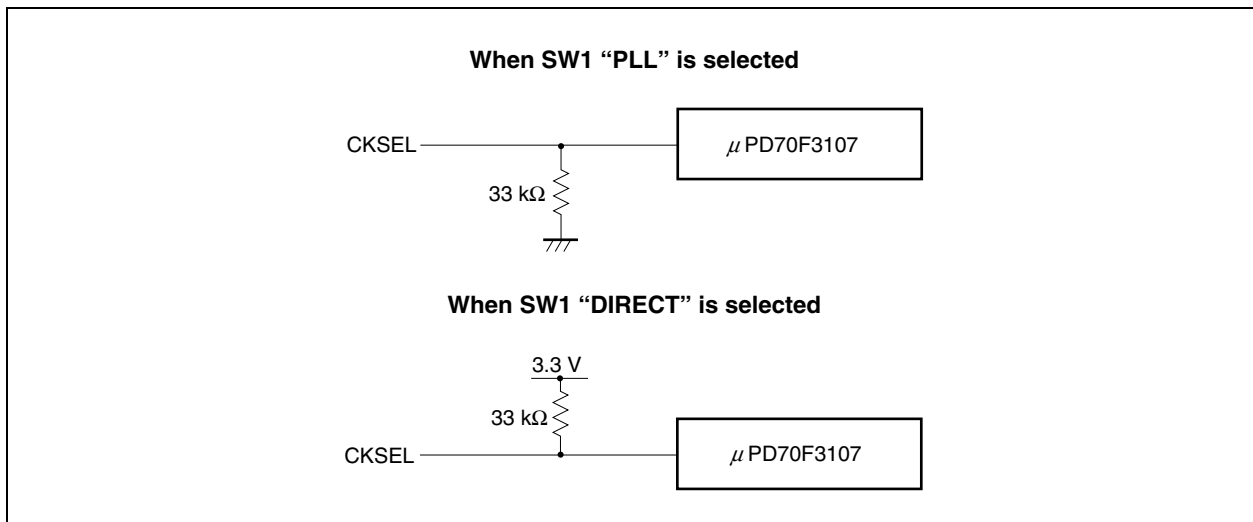 When SW1 “PLL” is selected
CKSEL
μPD70F3107
33 kΩ
When SW1 “DIRECT” is selected
3.3 V
33 kΩ
CKSEL
μPD70F3107